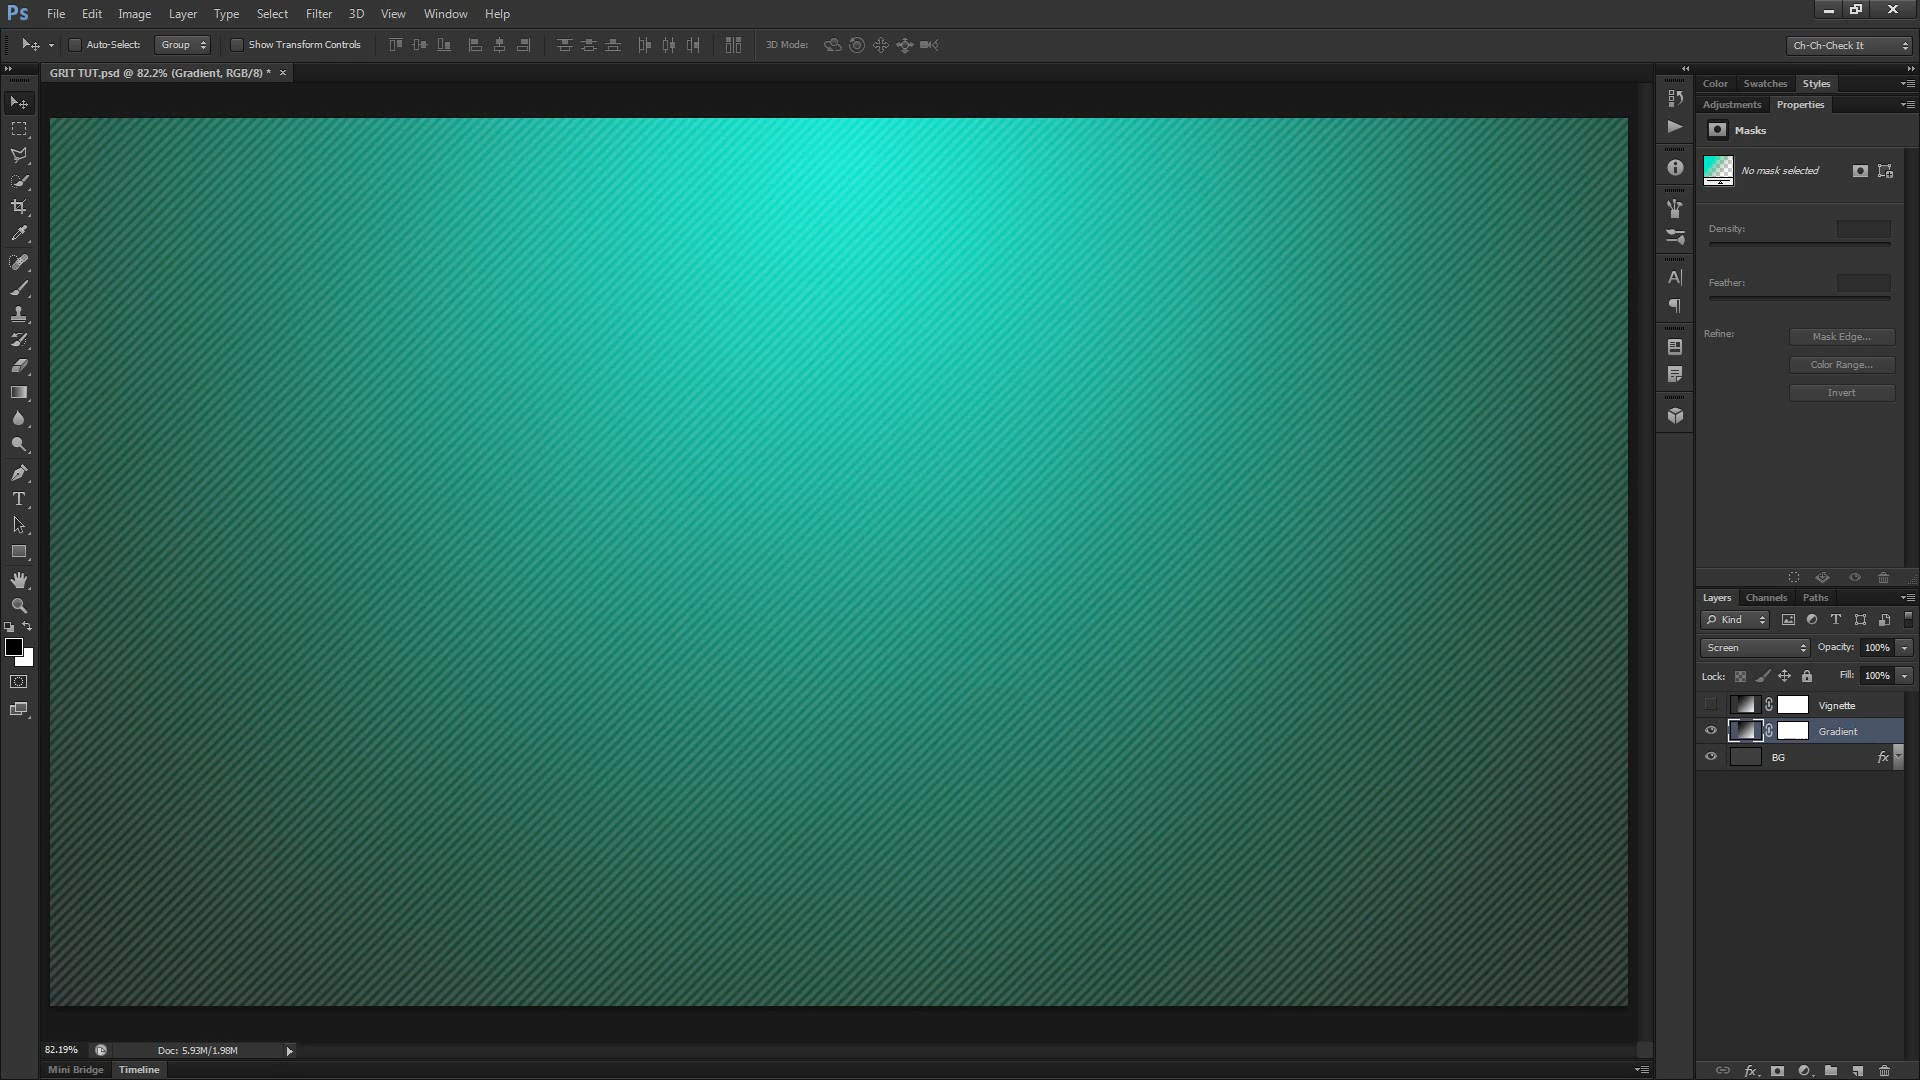 Ps File Edit Image Layer Type Select Filter 3D View Window Help
Auto-Select: Group Show Transform Controls 3D Mode: Ch-Ch-Check It
GRIT TUT.psd @ 82.2% (Gradient, RGB/8) * ×
Color Swatches Styles
Adjustments Properties
Masks
No mask selected
Density:
Feather:
Refine: Mask Edge...
Color Range...
Invert
Layers Channels Paths
Kind
Screen Opacity: 100%
Lock: Fill: 100%
Vignette
Gradient
BG fx
82.19% Doc: 5.93M/1.98M
Mini Bridge Timeline